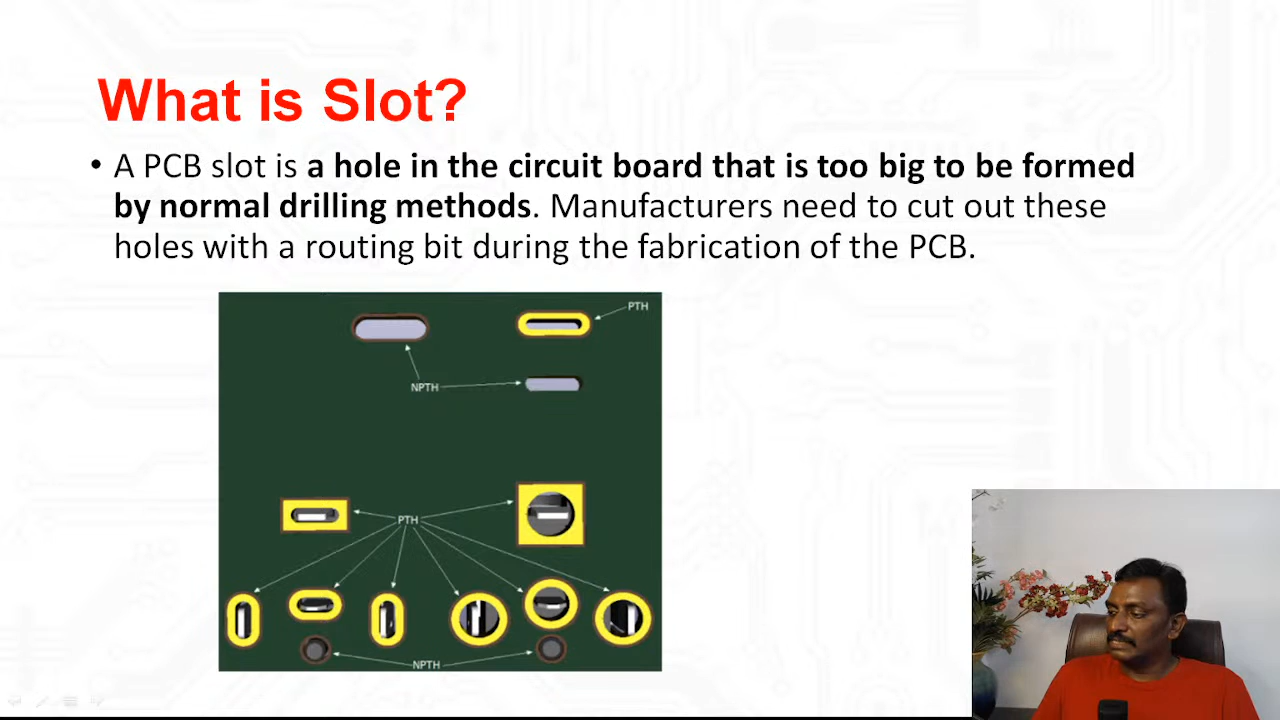 What is Slot?
• A PCB slot is a hole in the circuit board that is too big to be formed
by normal drilling methods. Manufacturers need to cut out these
holes with a routing bit during the fabrication of the PCB.
PTH
NPTH
PTH
NPTH